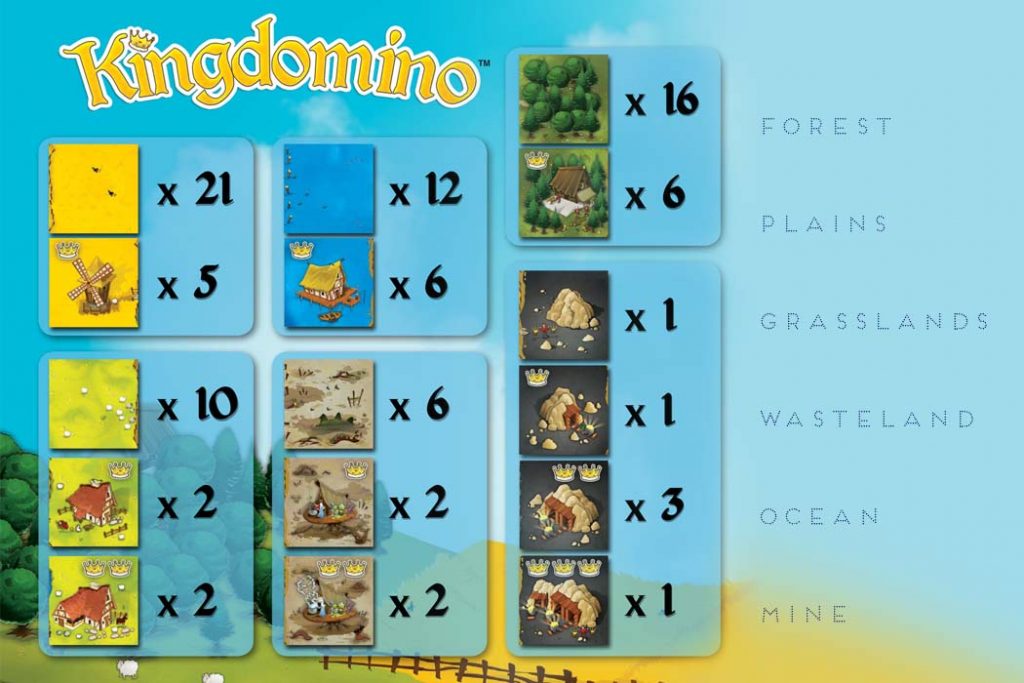 Kingdomino™
x 21
x 5
x 12
x 6
x 16
x 6
x 10
x 2
x 2
x 6
x 2
x 2
x 1
x 1
x 3
x 1
FOREST
PLAINS
GRASSLANDS
WASTELAND
OCEAN
MINE